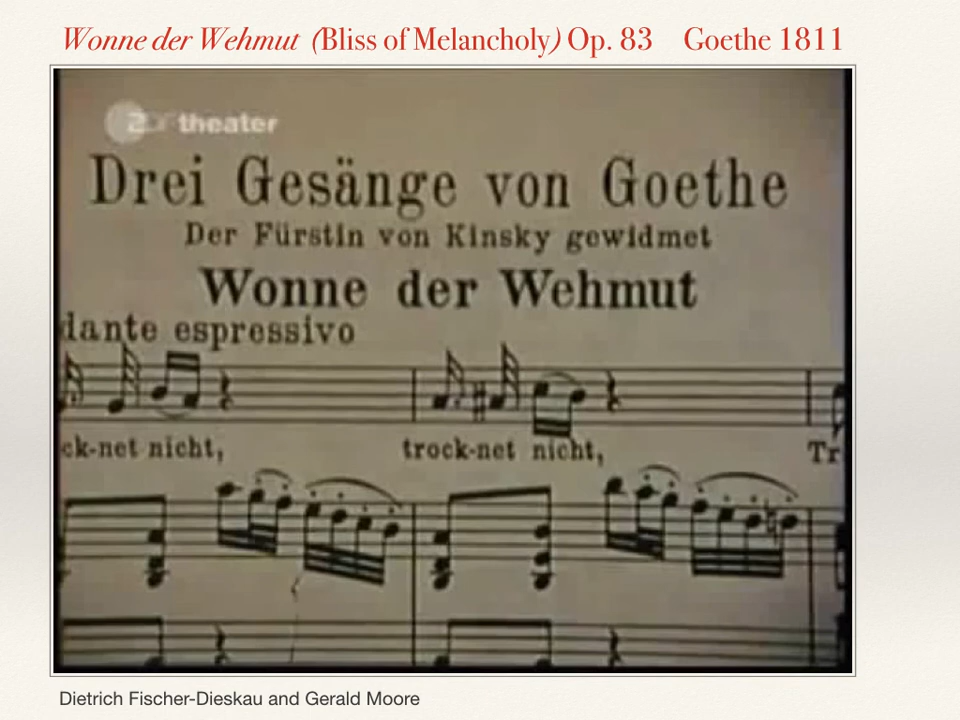 Wonne der Wehmut (Bliss of Melancholy) Op. 83 Goethe 1811
ZDFtheater
Drei Gesänge von Goethe
Der Fürstin von Kinsky gewidmet
Wonne der Wehmut
dante espressivo
ck-net nicht, trock-net nicht, Tr
Dietrich Fischer-Dieskau and Gerald Moore